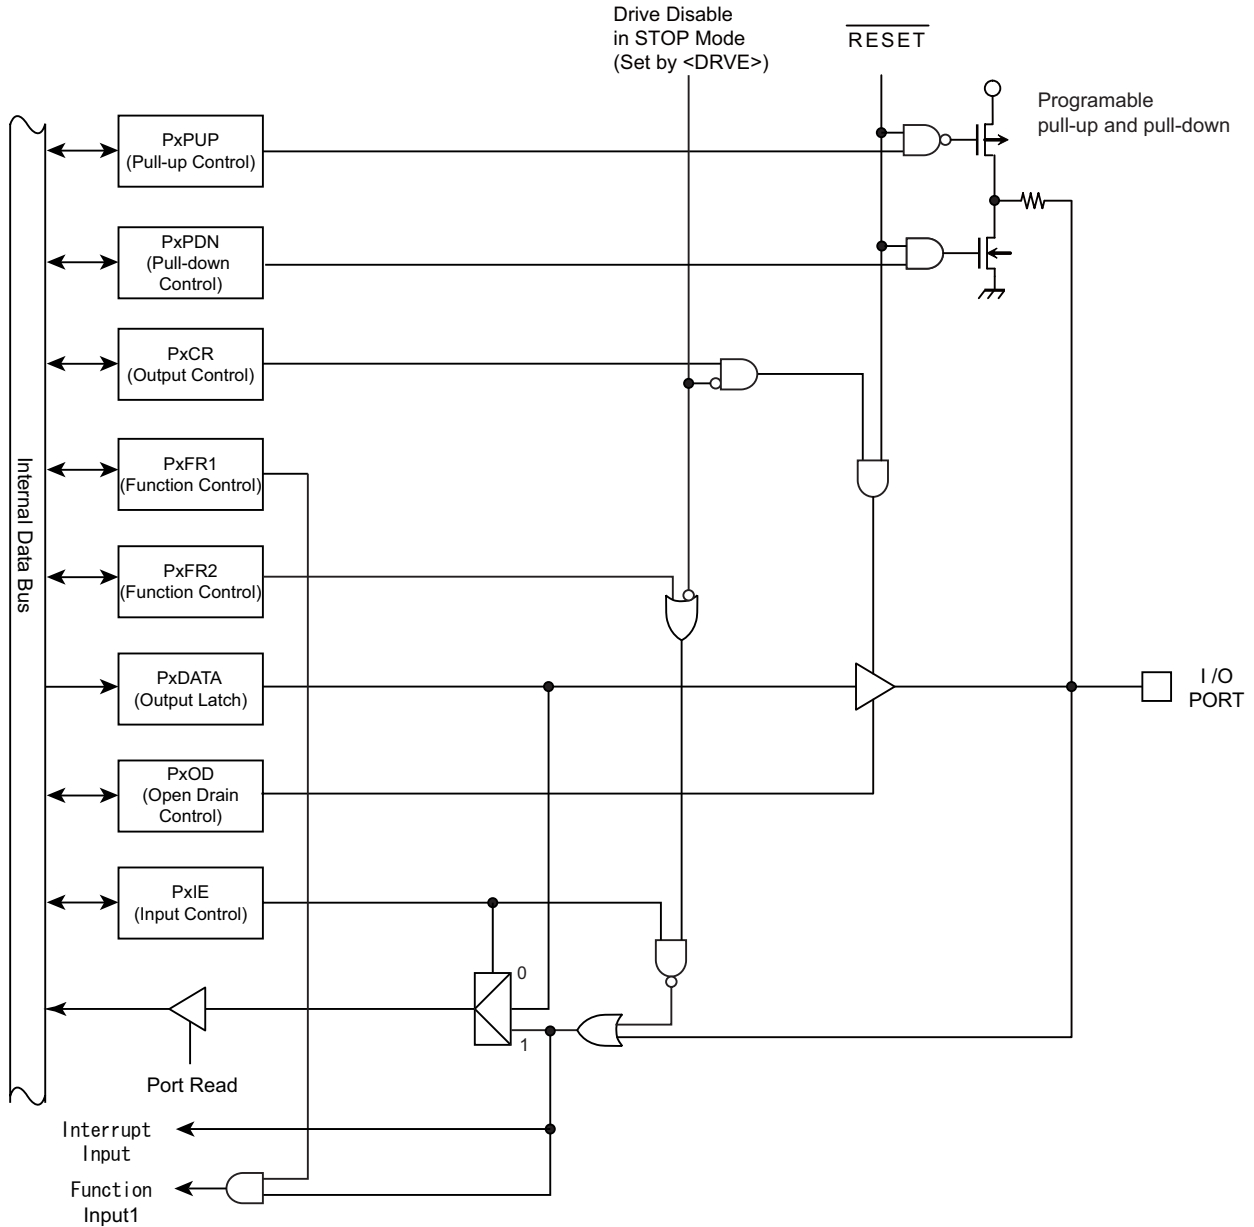 Drive Disable
in STOP Mode
(Set by <DRVE>)
RESET
Programable
pull-up and pull-down
PxPUP
(Pull-up Control)
PxPDN
(Pull-down
Control)
PxCR
(Output Control)
PxFR1
(Function Control)
Internal Data Bus
PxFR2
(Function Control)
PxDATA
(Output Latch)
I /O
PORT
PxOD
(Open Drain
Control)
PxIE
(Input Control)
0
1
Port Read
Interrupt
Input
Function
Input1